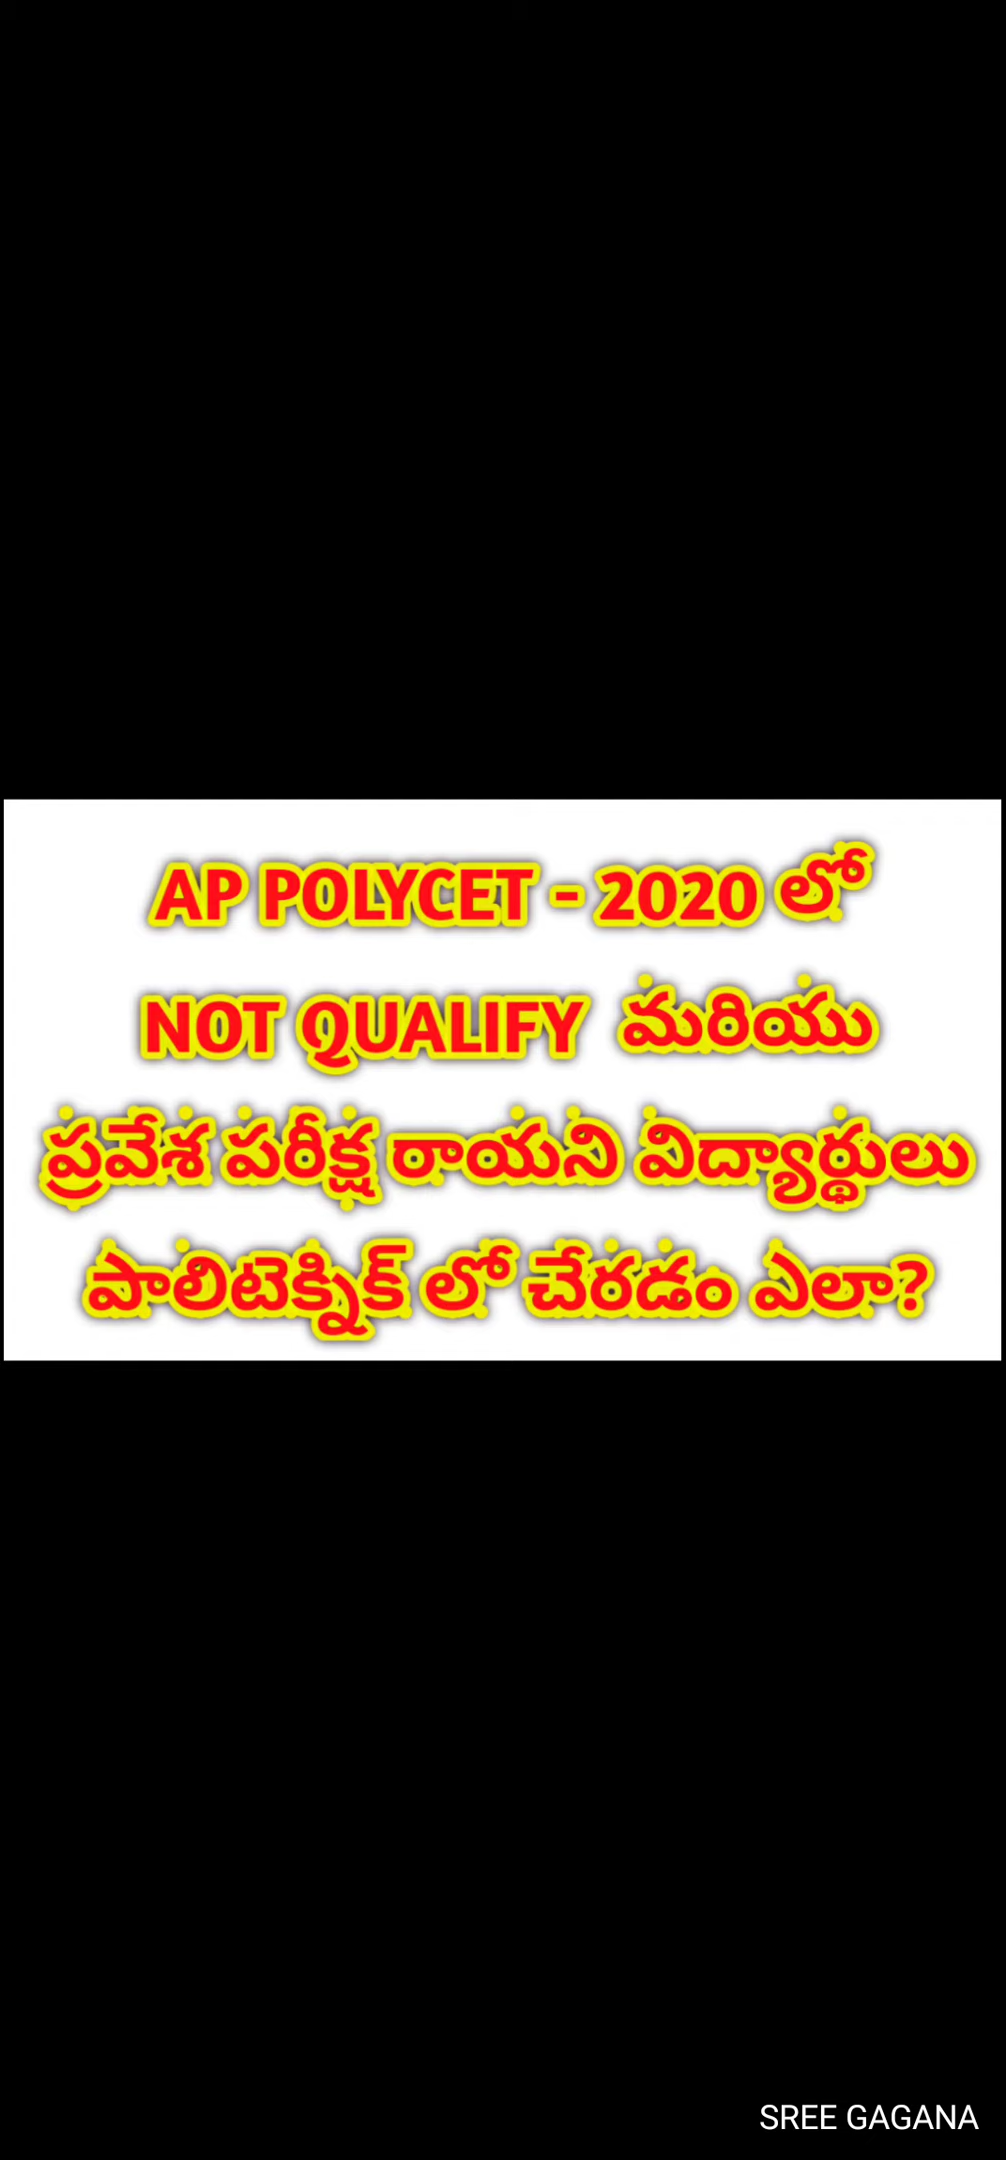 AP POLYCET - 2020 లో
NOT QUALIFY మరియు
ప్రవేశ పరీక్ష రాయని విద్యార్థులు
పాలిటెక్నిక్ లో చేరడం ఎలా?
SREE GAGANA